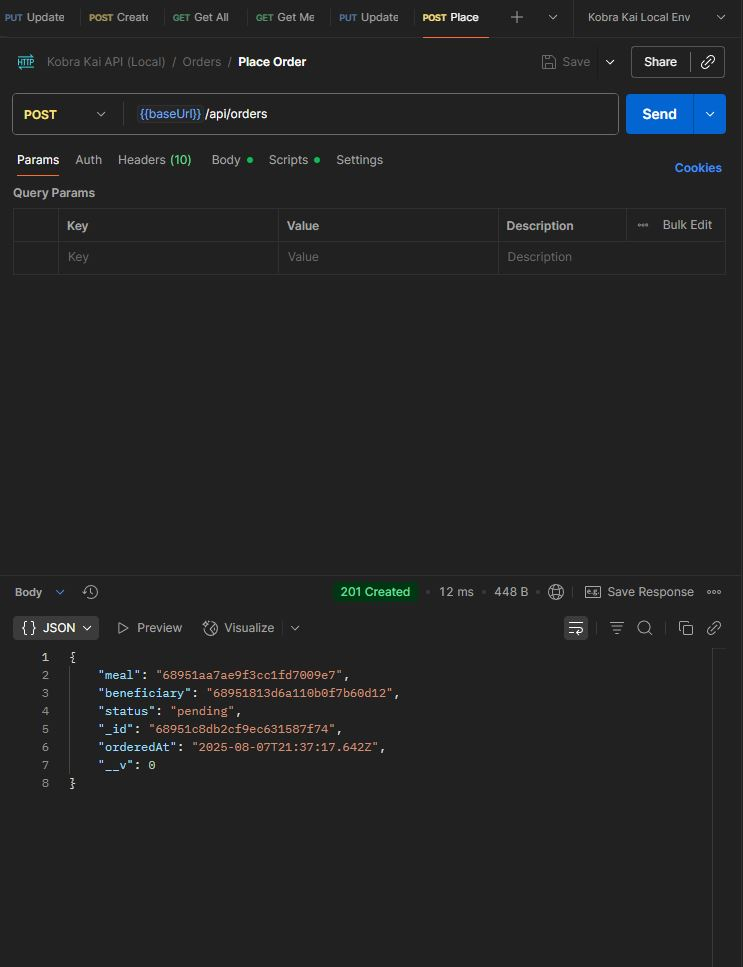 PUT Update POST Create GET Get All GET Get Me PUT Update POST Place Kobra Kai Local Env
HTTP Kobra Kai API (Local) / Orders / Place Order Save Share
POST {{baseUrl}}/api/orders Send
Params Auth Headers (10) Body Scripts Settings Cookies
Query Params
Key Value Description Bulk Edit
Key Value Description
Body 201 Created 12 ms 448 B e.g. Save Response
{} JSON Preview Visualize
1 {
2 "meal": "68951aa7ae9f3cc1fd7009e7",
3 "beneficiary": "68951813d6a110b0f7b60d12",
4 "status": "pending",
5 "_id": "68951c8db2cf9ec631587f74",
6 "orderedAt": "2025-08-07T21:37:17.642Z",
7 "__v": 0
8 }